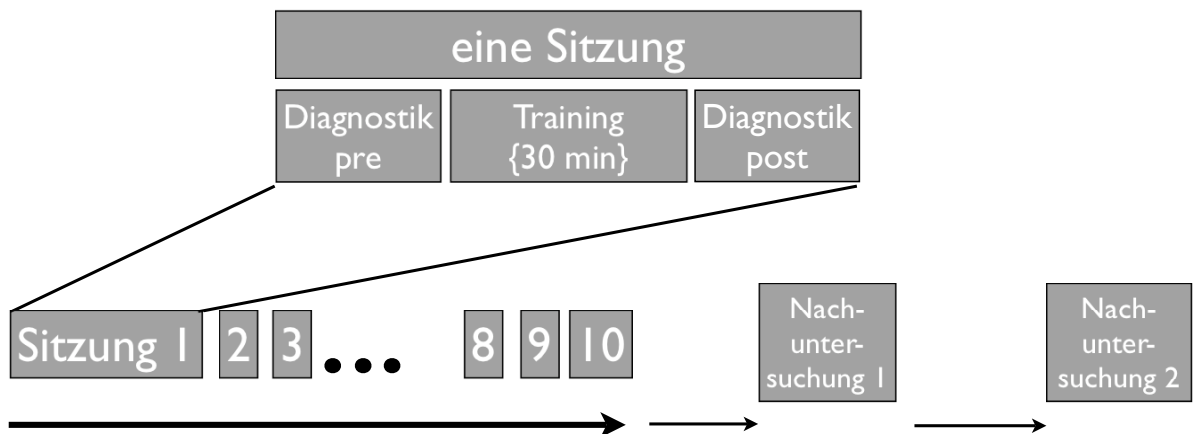 eine Sitzung
Diagnostik
pre
Training
{30 min}
Diagnostik
post
Sitzung 1
2
3
...
8
9
10
Nach-
unter-
suchung 1
Nach-
unter-
suchung 2